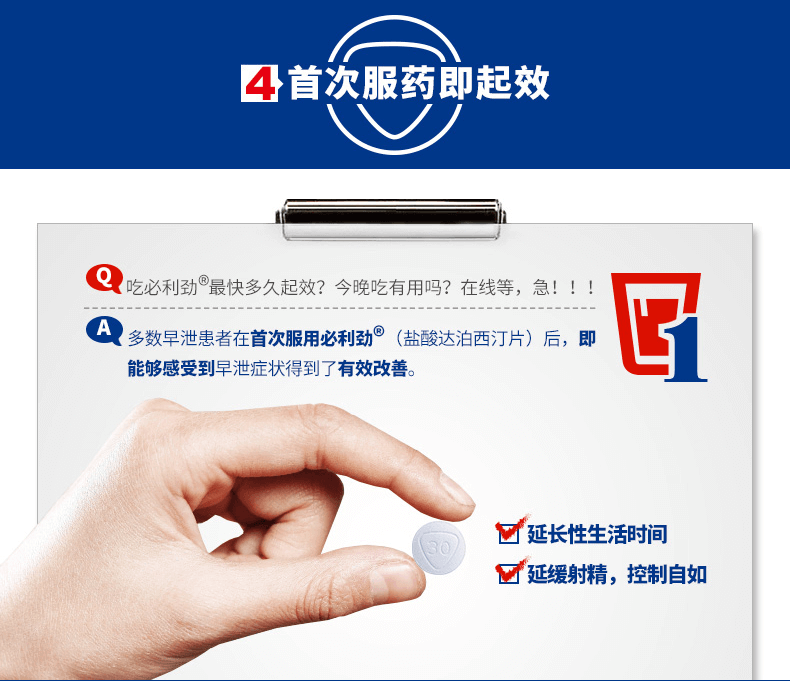 4 首次服药即起效
Q 吃必利劲®最快多久起效？今晚吃有用吗？在线等，急！！！
A 多数早泄患者在首次服用必利劲®（盐酸达泊西汀片）后，即
能够感受到早泄症状得到了有效改善。
1
30
延长性生活时间
延缓射精，控制自如